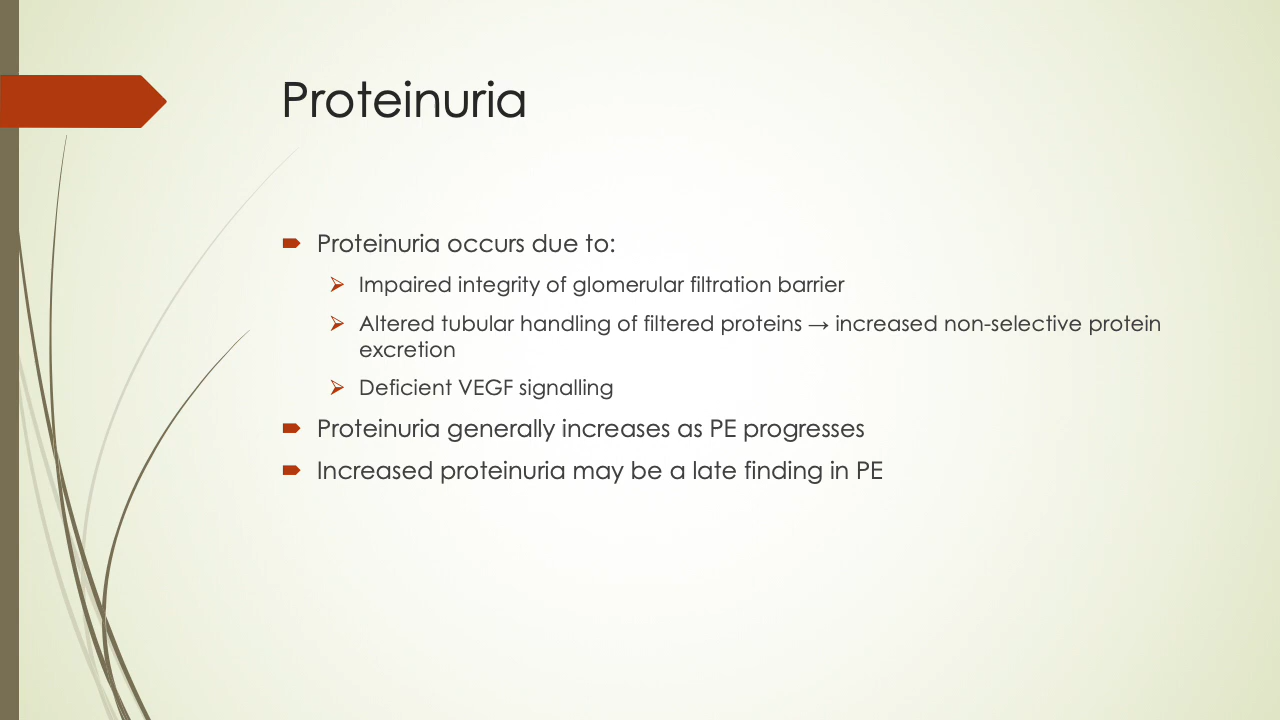 Proteinuria
Proteinuria occurs due to:
Impaired integrity of glomerular filtration barrier
Altered tubular handling of filtered proteins → increased non-selective protein
excretion
Deficient VEGF signalling
Proteinuria generally increases as PE progresses
Increased proteinuria may be a late finding in PE